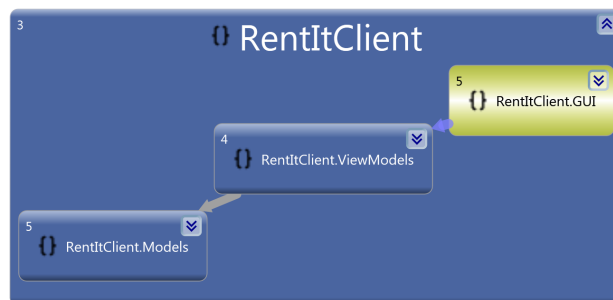 3
{} RentItClient
5
{} RentItClient.GUI
4
{} RentItClient.ViewModels
5
{} RentItClient.Models